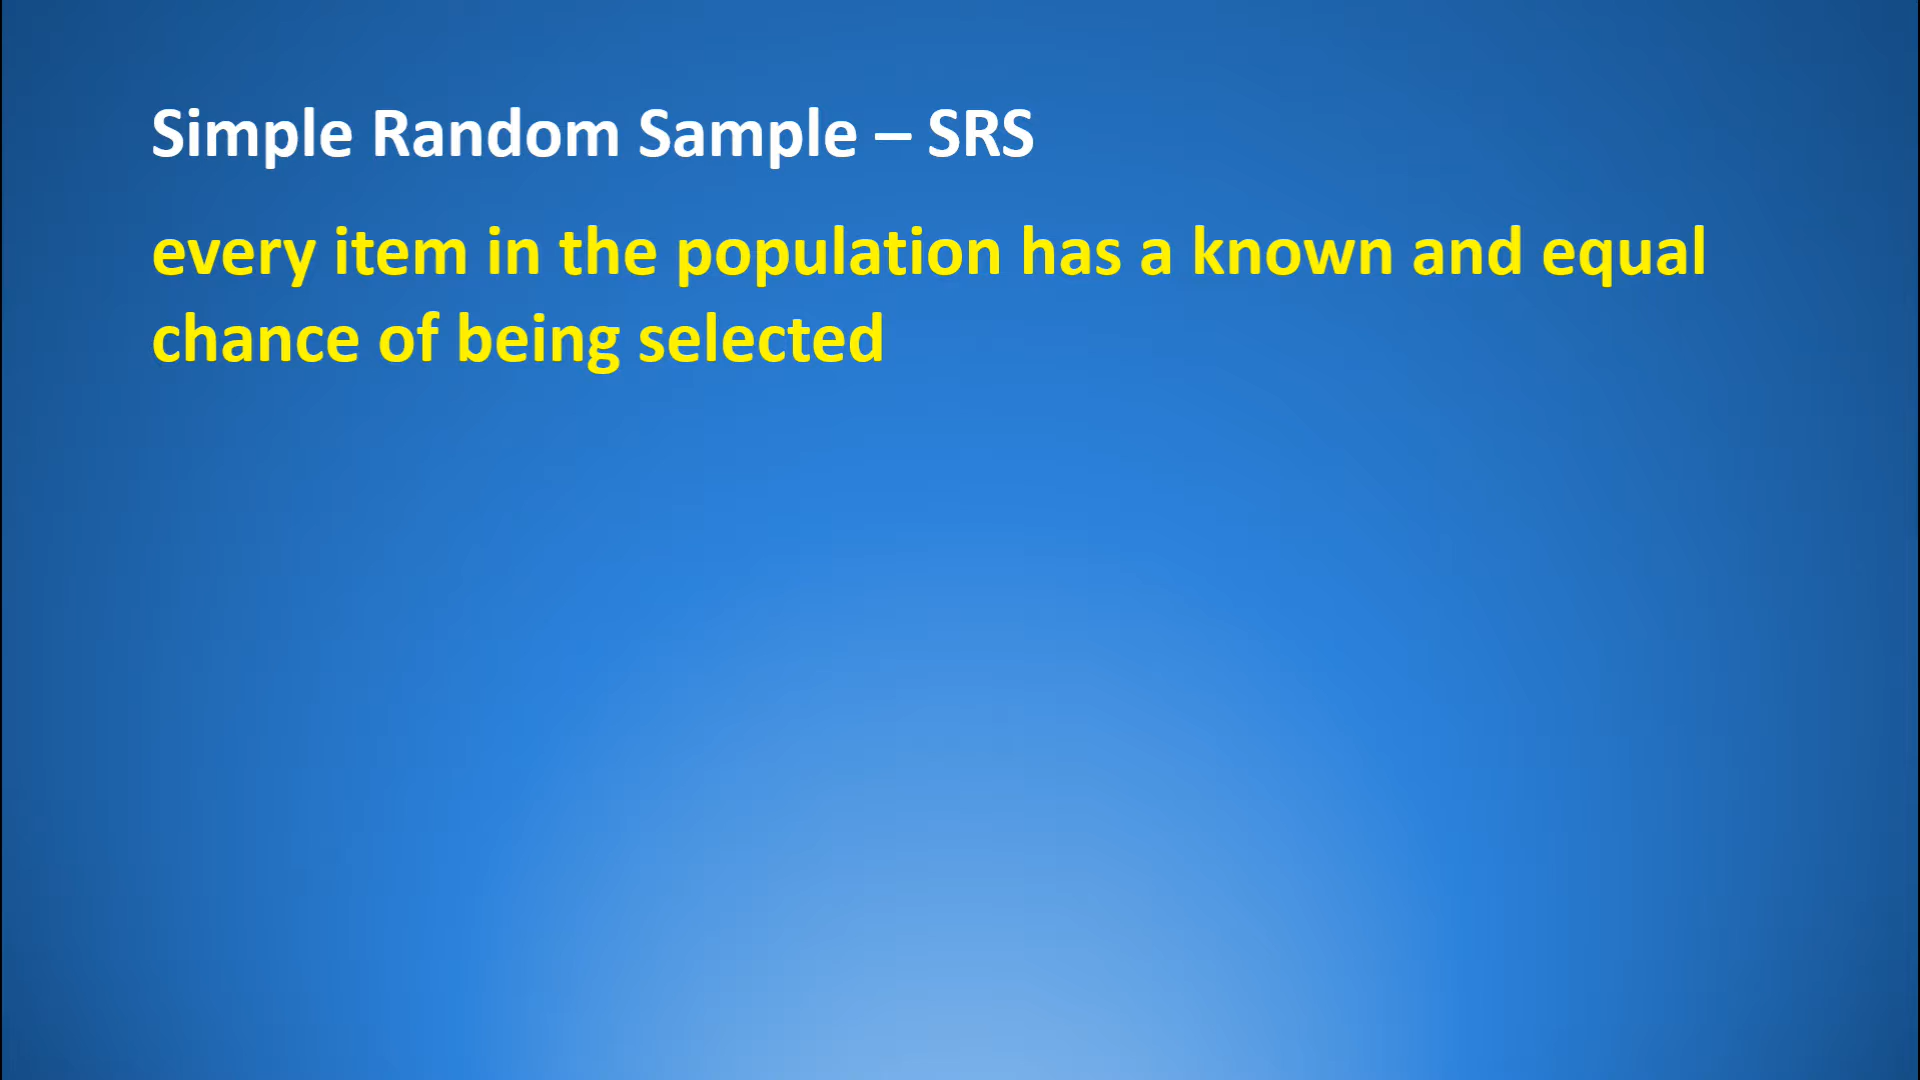 Simple Random Sample – SRS
every item in the population has a known and equal
chance of being selected